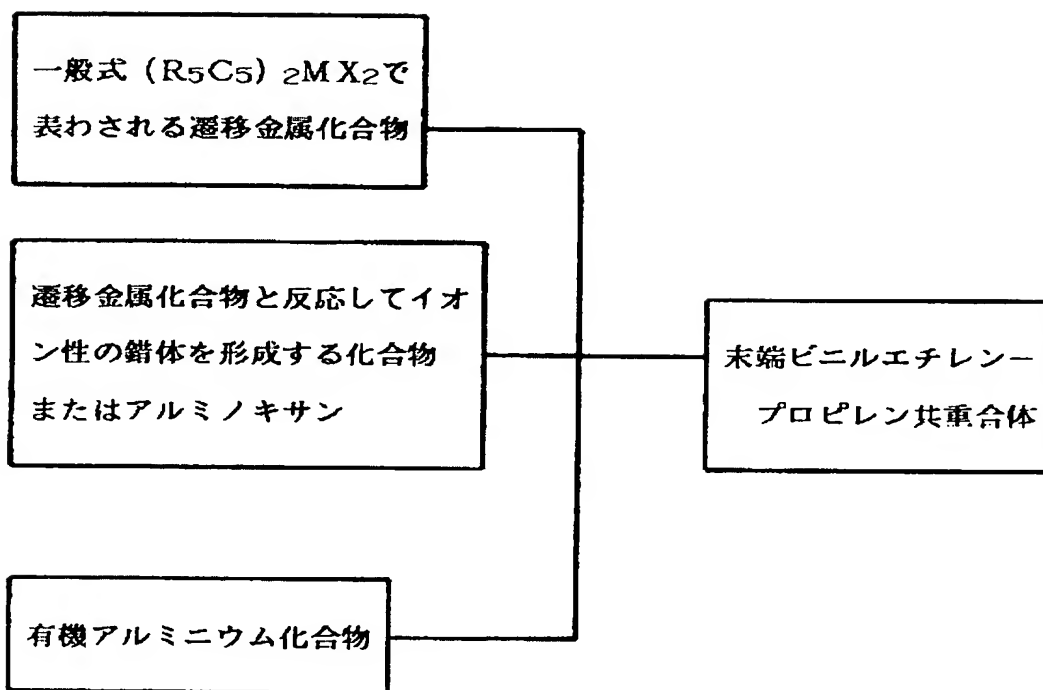 一般式（R5C5）2MX2で
表わされる遷移金属化合物
遷移金属化合物と反応してイオ
ン性の錯体を形成する化合物
またはアルミノキサン
末端ビニルエチレン－
プロピレン共重合体
有機アルミニウム化合物